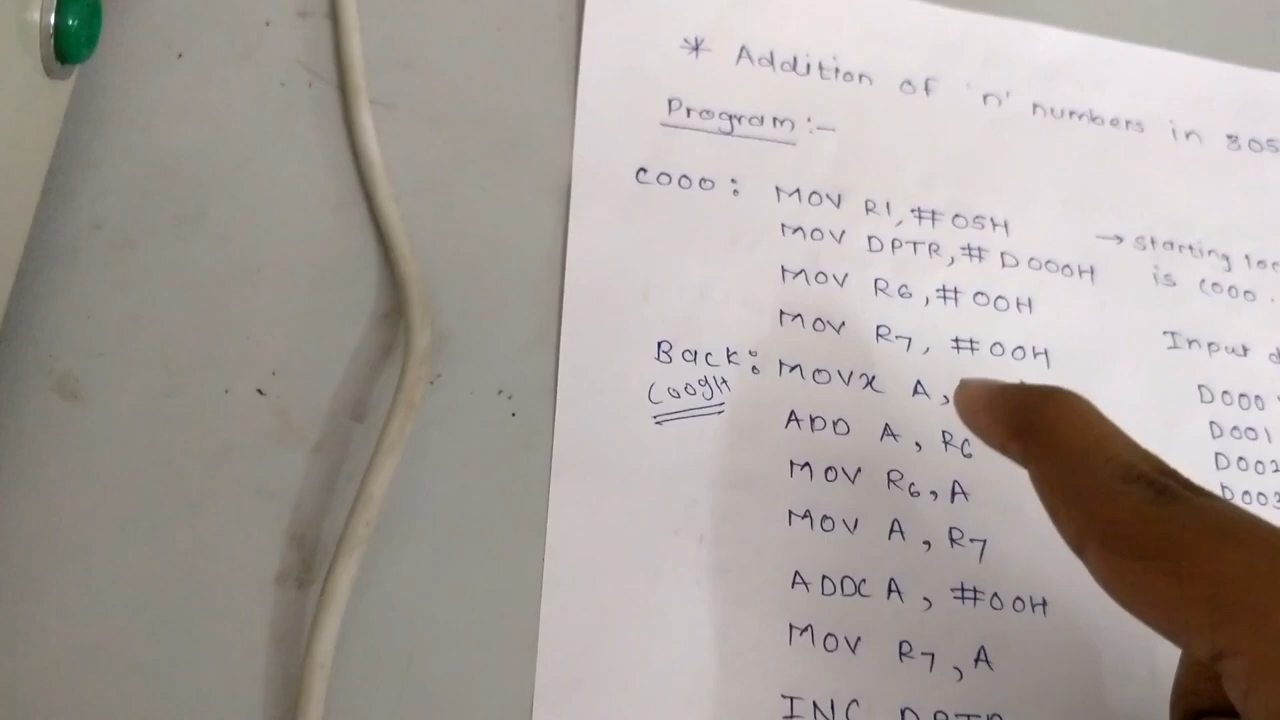 * Addition of 'n' numbers in 805
Program :-
C000 : MOV R1, #05H → starting
MOV DPTR, # D000H is C000.
MOV R6, #00H
MOV R7, #00H Input
Back : MOVX A, D000
C009H
ADD A, R6 D001
MOV R6, A D002
MOV A, R7 D003
ADDC A, #00H
MOV R7, A
INC DPTR